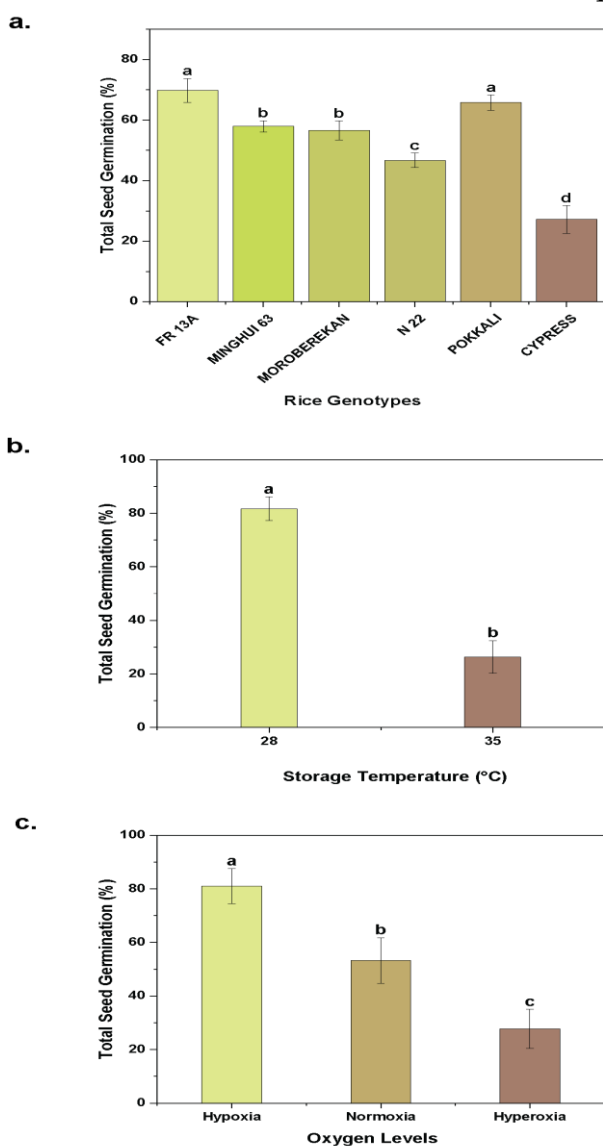 a.
Total Seed Germination (%)
80
60
40
20
0
a
b
b
c
a
d
FR 13A
MINGHUI 63
MOROBEREKAN
N 22
POKKALI
CYPRESS
Rice Genotypes
b.
Total Seed Germination (%)
100
80
60
40
20
0
a
b
28
35
Storage Temperature (°C)
c.
Total Seed Germination (%)
100
80
60
40
20
0
a
b
c
Hypoxia
Normoxia
Hyperoxia
Oxygen Levels